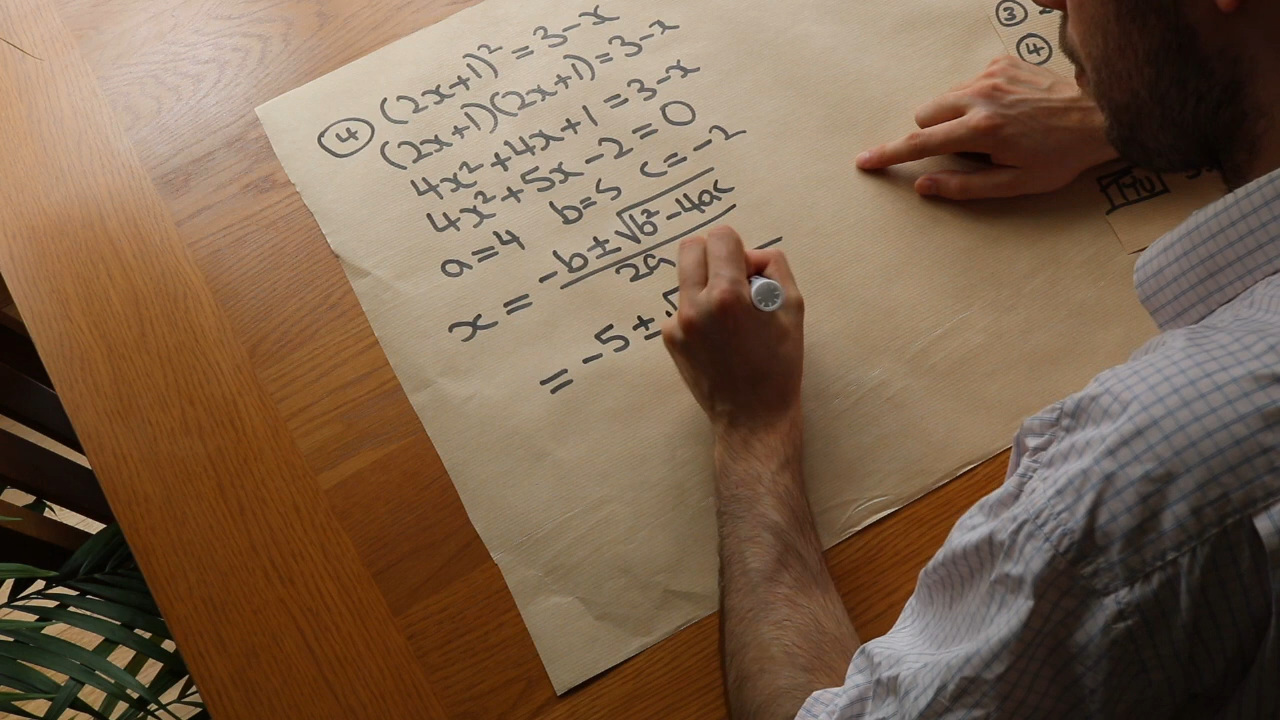 ④ (2x+1)² = 3-x
(2x+1)(2x+1) = 3-x
4x²+4x+1 = 3-x
4x²+5x-2 = 0
a=4 b=5 c=-2
x = -b±√b²-4ac
2a
= -5±√
③
④